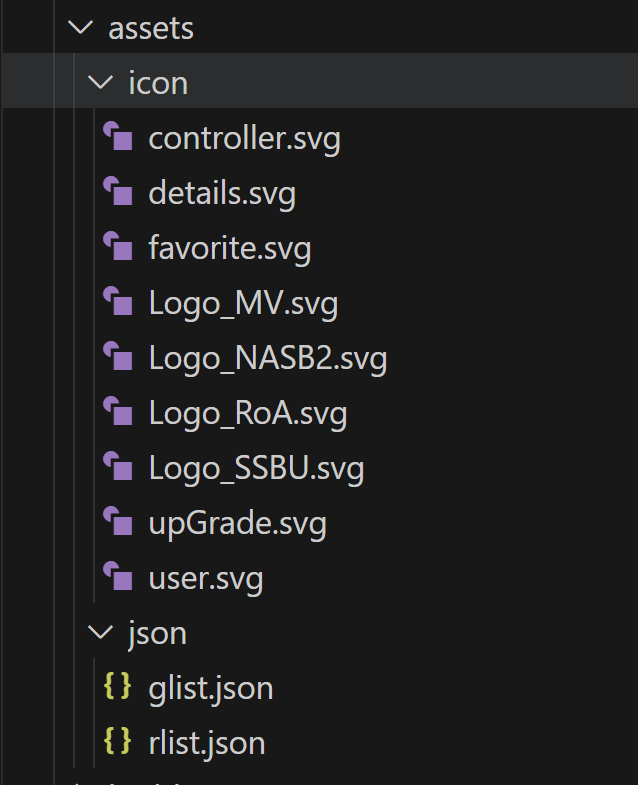 assets
icon
controller.svg
details.svg
favorite.svg
Logo_MV.svg
Logo_NASB2.svg
Logo_RoA.svg
Logo_SSBU.svg
upGrade.svg
user.svg
json
{} glist.json
{} rlist.json